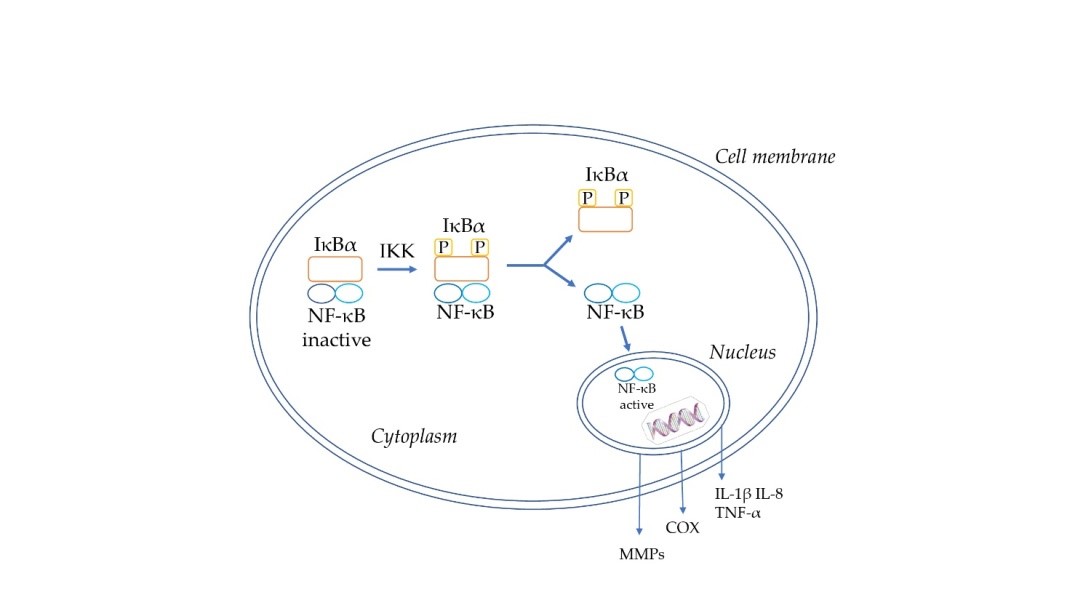 Cell membrane
IκBα
P P
IκBα
P P
IκBα
IKK
NF-κB
inactive
NF-κB
NF-κB
Nucleus
NF-κB
active
Cytoplasm
IL-1β IL-8
TNF-α
COX
MMPs